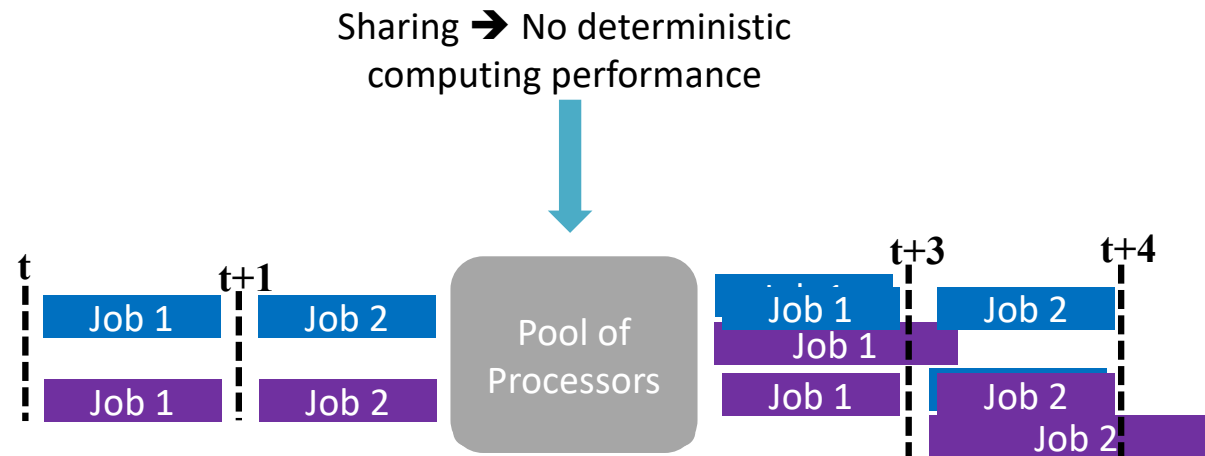 Sharing ➔ No deterministic
computing performance
t
t+1
t+3
t+4
Job 1
Job 2
Job 1
Job 2
Pool of
Processors
Job 1
Job 1
Job 2
Job 1
Job 2
Job 2